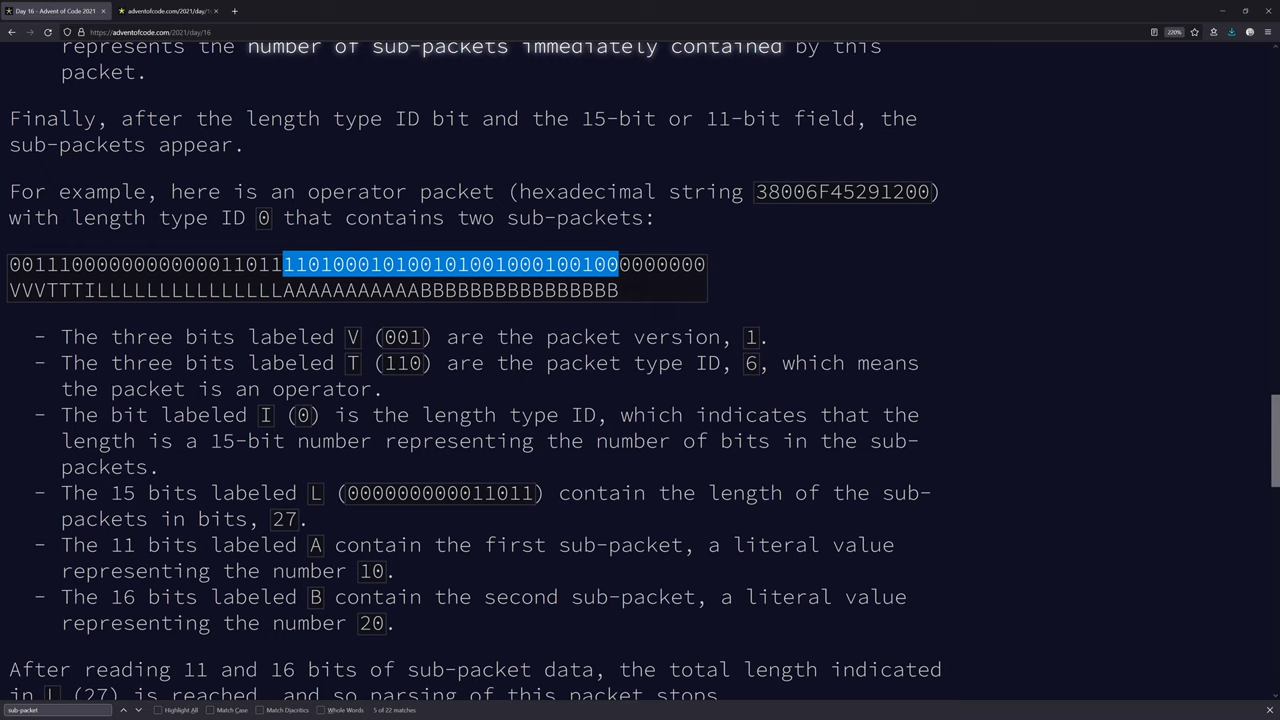 Day 16 - Advent of Code 2021
adventofcode.com/2021/day/1
https://adventofcode.com/2021/day/16
220%
represents the number of sub-packets immediately contained by this
packet.
Finally, after the length type ID bit and the 15-bit or 11-bit field, the
sub-packets appear.
For example, here is an operator packet (hexadecimal string 38006F45291200)
with length type ID 0 that contains two sub-packets:
00111000000000000110111101000101001010010001001000000000
VVVTTTILLLLLLLLLLLLLLLAAAAAAAAAAABBBBBBBBBBBBBBBB
- The three bits labeled V (001) are the packet version, 1.
- The three bits labeled T (110) are the packet type ID, 6, which means
the packet is an operator.
- The bit labeled I (0) is the length type ID, which indicates that the
length is a 15-bit number representing the number of bits in the sub-
packets.
- The 15 bits labeled L (000000000011011) contain the length of the sub-
packets in bits, 27.
- The 11 bits labeled A contain the first sub-packet, a literal value
representing the number 10.
- The 16 bits labeled B contain the second sub-packet, a literal value
representing the number 20.
After reading 11 and 16 bits of sub-packet data, the total length indicated
in L (27) is reached, and so parsing of this packet stops.
sub-packet
Highlight All
Match Case
Match Diacritics
Whole Words
5 of 22 matches